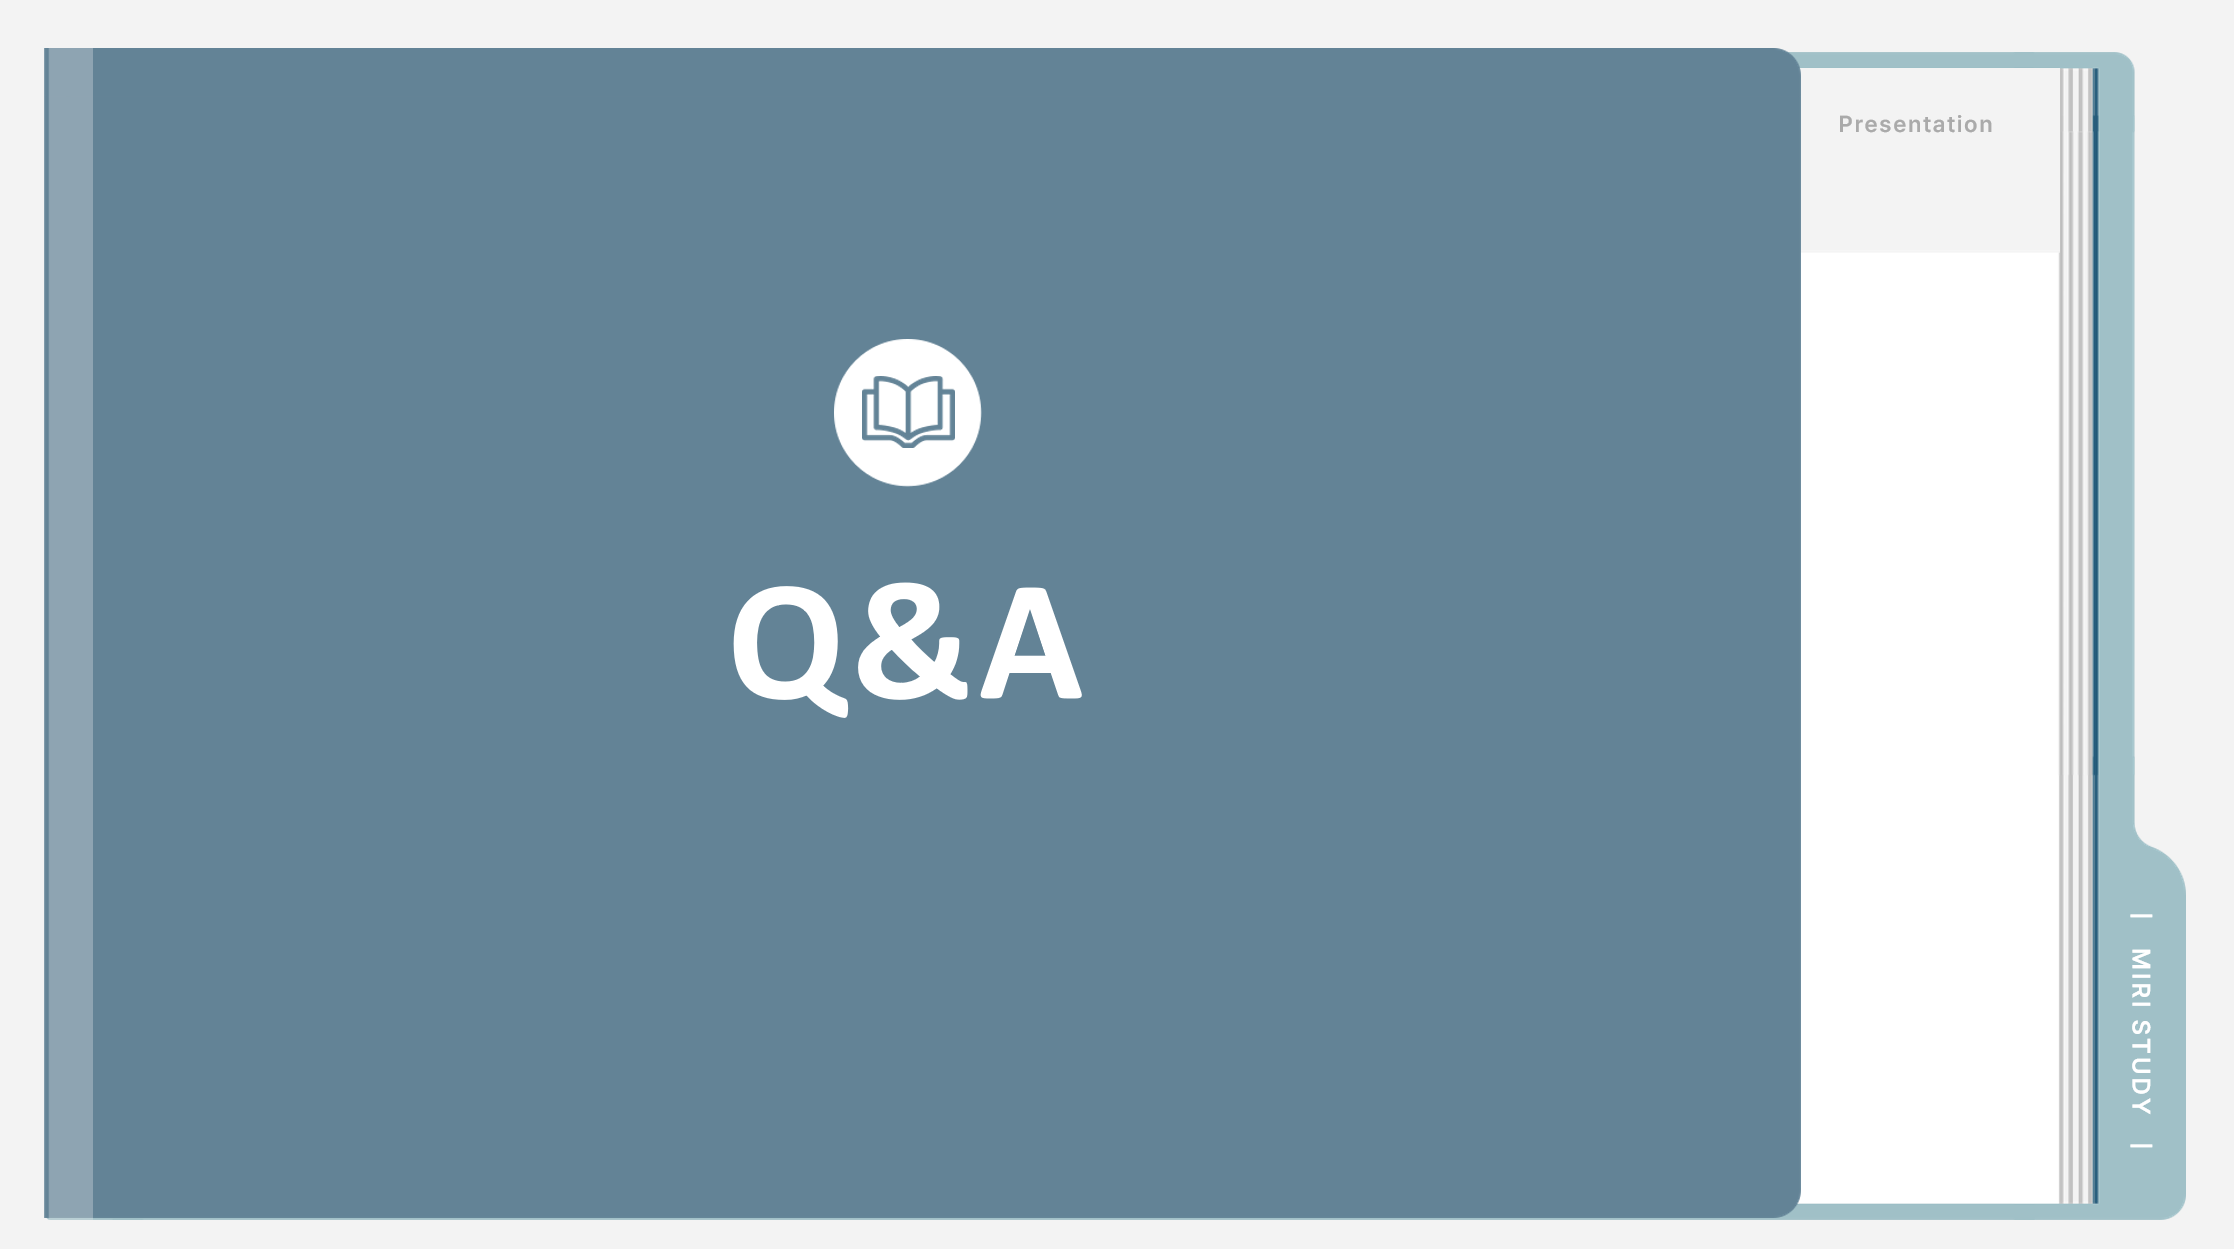 Presentation
Q&A
| MIRI STUDY |